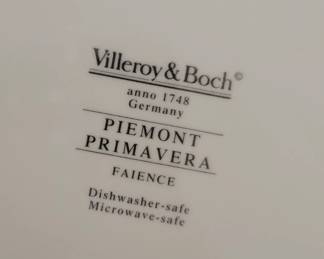 Villeroy & Boch ©
anno 1748
Germany
PIEMONT
PRIMAVERA
FAIENCE
Dishwasher-safe
Microwave-safe